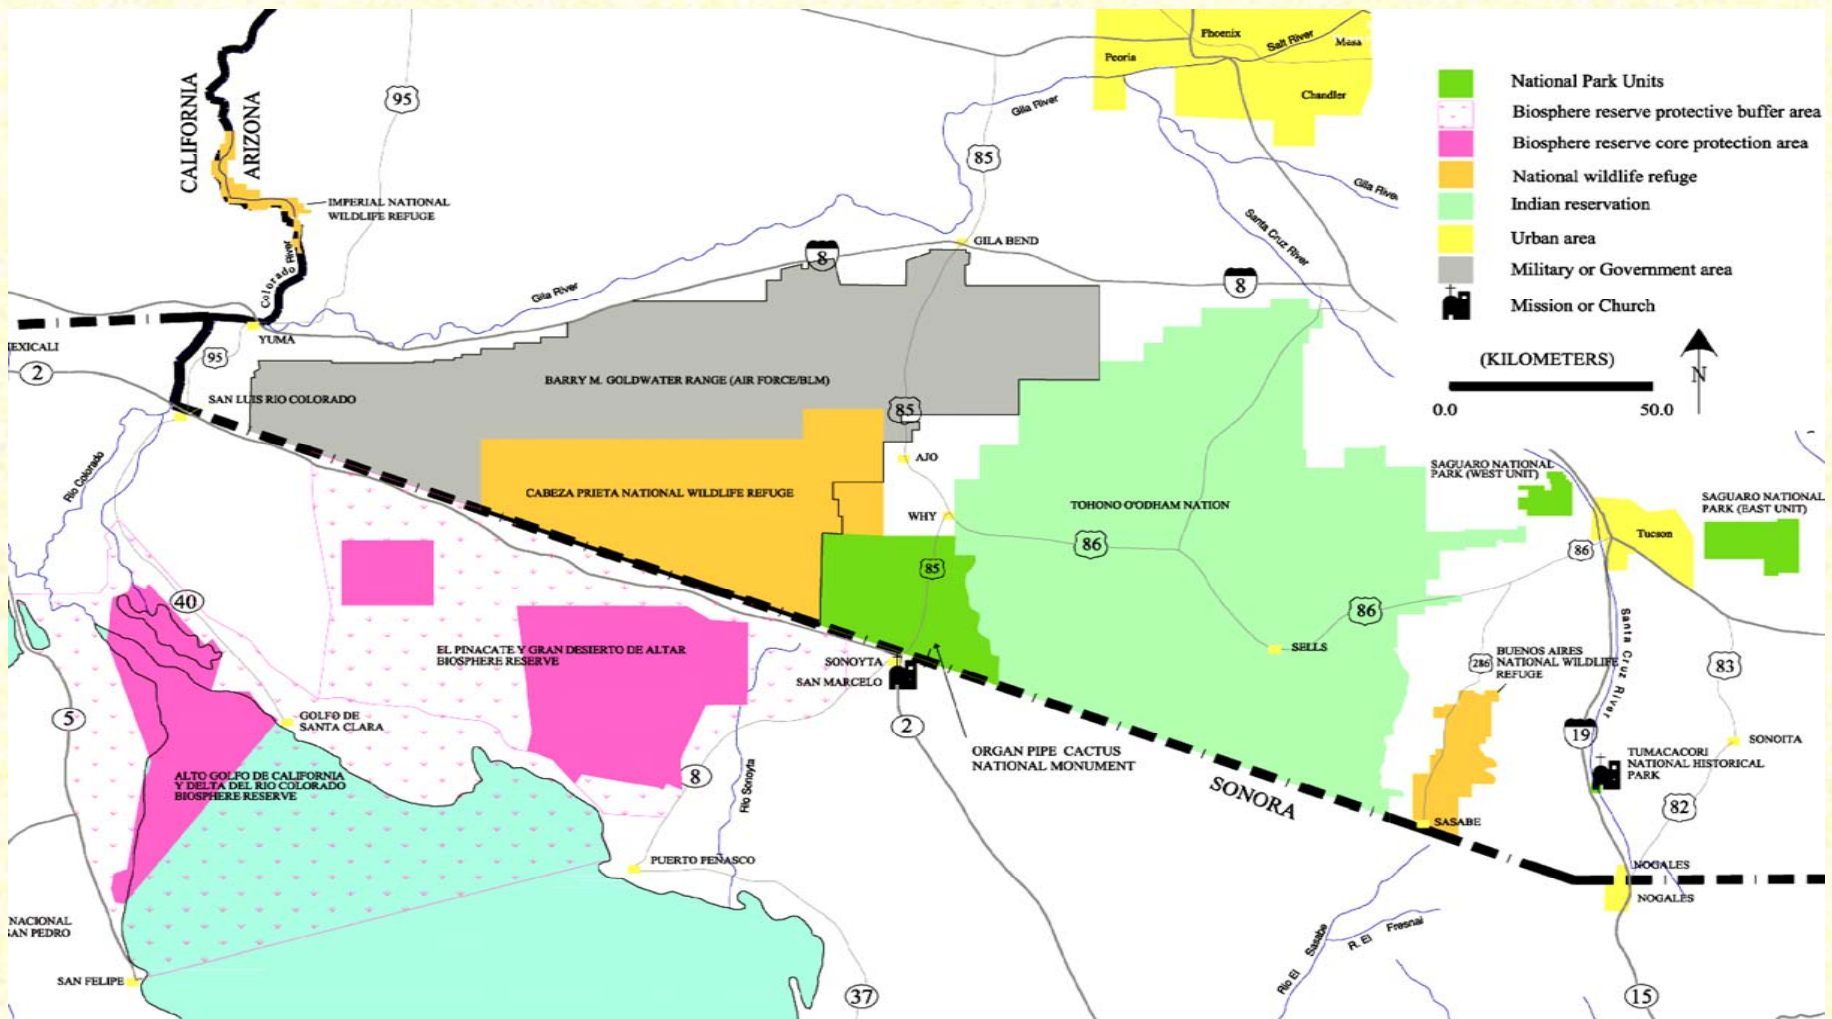 Phoenix
Salt River
Mesa
Peoria
Chandler
Gila River
95
CALIFORNIA
ARIZONA
85
Gila River
IMPERIAL NATIONAL
WILDLIFE REFUGE
Santa Cruz River
Colorado River
GILA BEND
8
8
Gila River
YUMA
EXICALI
2
95
SAN LUIS RIO COLORADO
BARRY M. GOLDWATER RANGE (AIR FORCE/BLM)
85
Rio Colorado
AJO
CABEZA PRIETA NATIONAL WILDLIFE REFUGE
WHY
TOHONO O'ODHAM NATION
86
85
86
SELLS
40
EL PINACATE Y GRAN DESIERTO DE ALTAR
BIOSPHERE RESERVE
SONOYTA
SAN MARCELO
2
5
GOLFO DE
SANTA CLARA
ORGAN PIPE CACTUS
NATIONAL MONUMENT
8
Rio Sonoyta
ALTO GOLFO DE CALIFORNIA
Y DELTA DEL RIO COLORADO
BIOSPHERE RESERVE
SONORA
PUERTO PEÑASCO
NACIONAL
SAN PEDRO
SAN FELIPE
37
National Park Units
Biosphere reserve protective buffer area
Biosphere reserve core protection area
National wildlife refuge
Indian reservation
Urban area
Military or Government area
Mission or Church
(KILOMETERS)
N
0.0
50.0
SAGUARO NATIONAL
PARK (WEST UNIT)
SAGUARO NATIONAL
PARK (EAST UNIT)
Tucson
86
Santa Cruz River
286
BUENOS AIRES
NATIONAL WILDLIFE
REFUGE
83
19
SONOITA
TUMACACORI
NATIONAL HISTORICAL
PARK
82
SASABE
NOGALES
NOGALES
Rio El Sasabe
R. El Fresnal
15